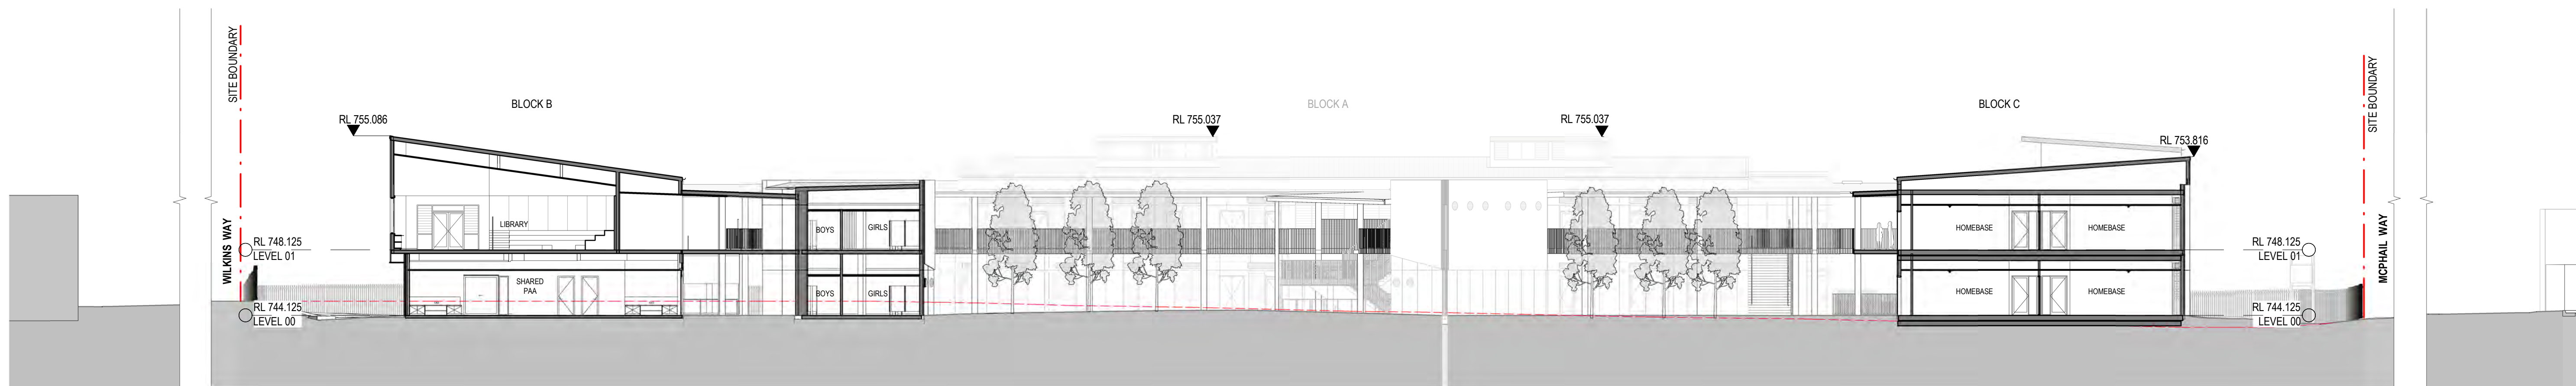 SITE BOUNDARY
WILKINS WAY
BLOCK B
BLOCK A
BLOCK C
RL 755.086
RL 755.037
RL 755.037
RL 753.816
LIBRARY
BOYS
GIRLS
HOMEBASE
HOMEBASE
RL 748.125
LEVEL 01
RL 748.125
LEVEL 01
SHARED
PAA
BOYS
GIRLS
HOMEBASE
HOMEBASE
RL 744.125
LEVEL 00
RL 744.125
LEVEL 00
SITE BOUNDARY
MCPHAIL WAY